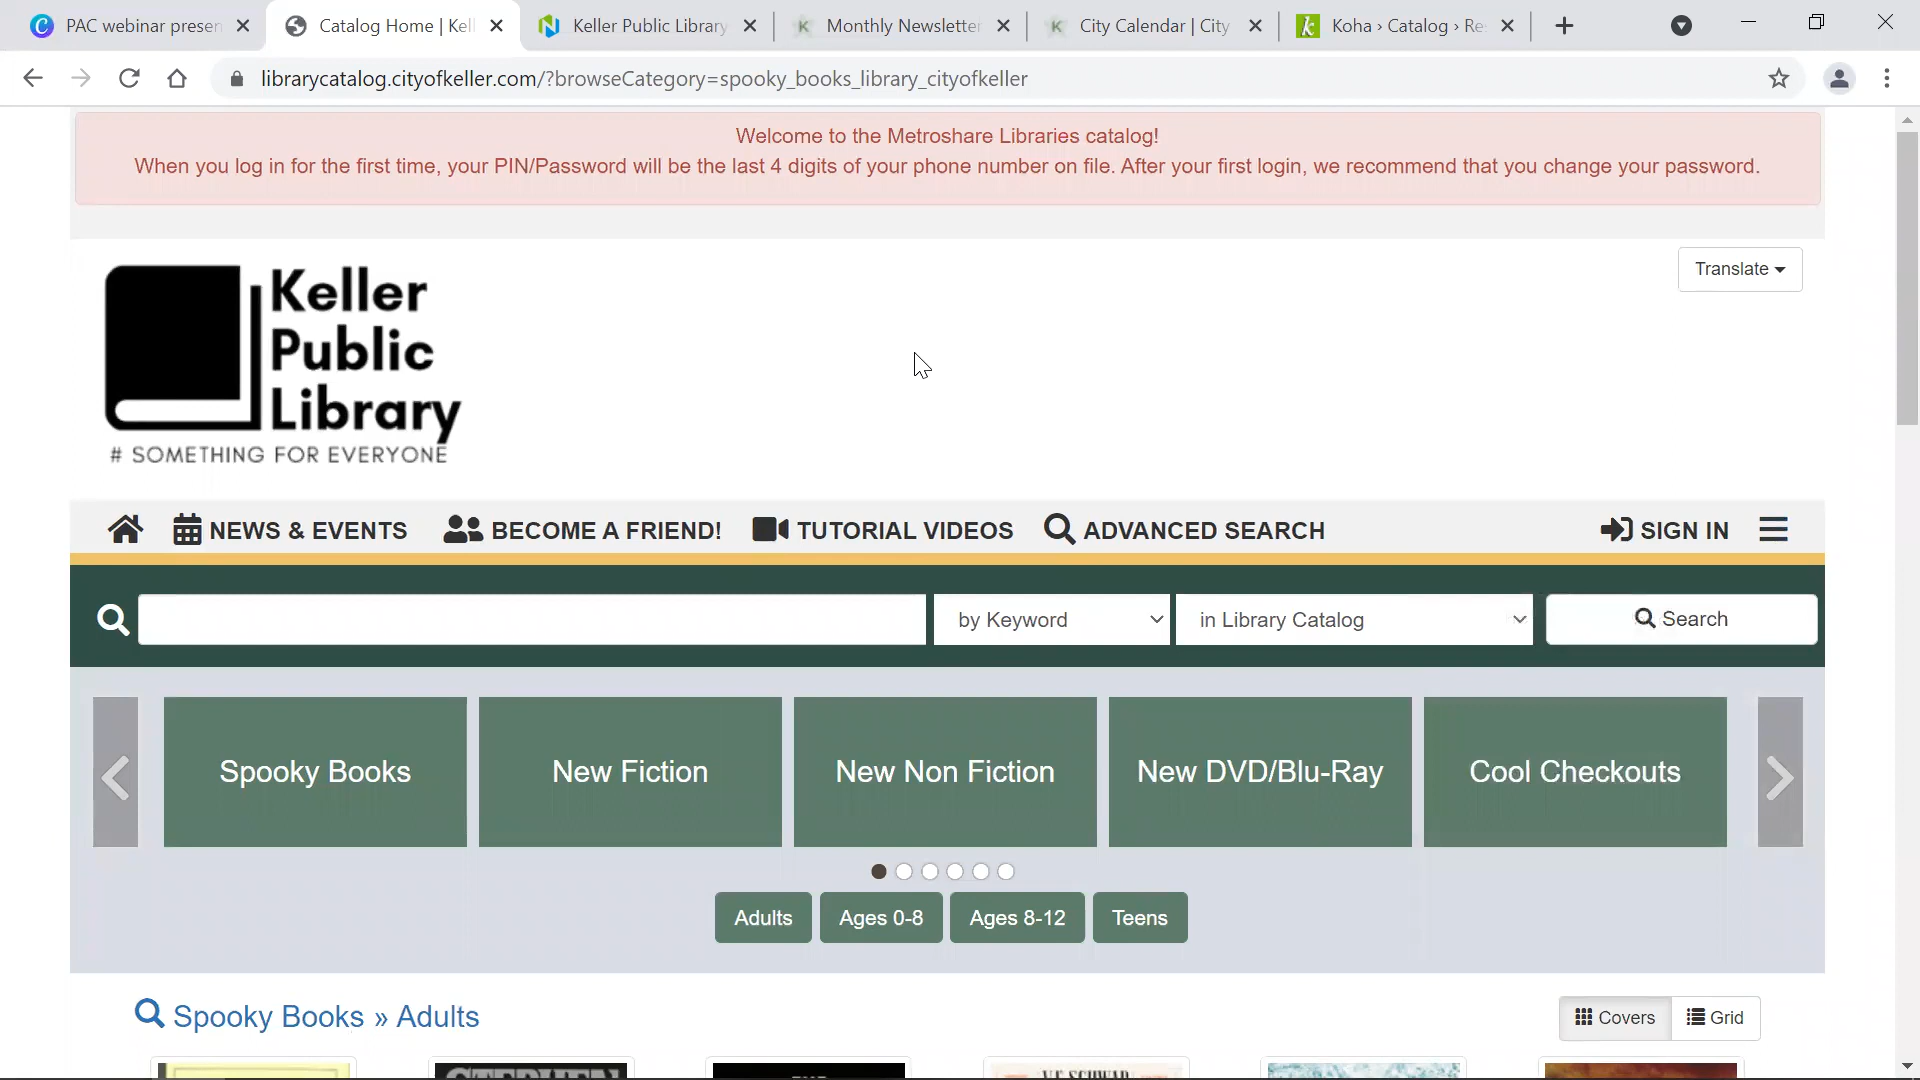 PAC webinar presen
Catalog Home | Kell
Keller Public Library
Monthly Newsletter
City Calendar | City
Koha › Catalog › Re
librarycatalog.cityofkeller.com/?browseCategory=spooky_books_library_cityofkeller
Welcome to the Metroshare Libraries catalog!
When you log in for the first time, your PIN/Password will be the last 4 digits of your phone number on file. After your first login, we recommend that you change your password.
Translate
Keller
Public
Library
# SOMETHING FOR EVERYONE
NEWS & EVENTS
BECOME A FRIEND!
TUTORIAL VIDEOS
ADVANCED SEARCH
SIGN IN
by Keyword
in Library Catalog
Search
Spooky Books
New Fiction
New Non Fiction
New DVD/Blu-Ray
Cool Checkouts
Adults
Ages 0-8
Ages 8-12
Teens
Spooky Books » Adults
Covers
Grid
STEPHEN